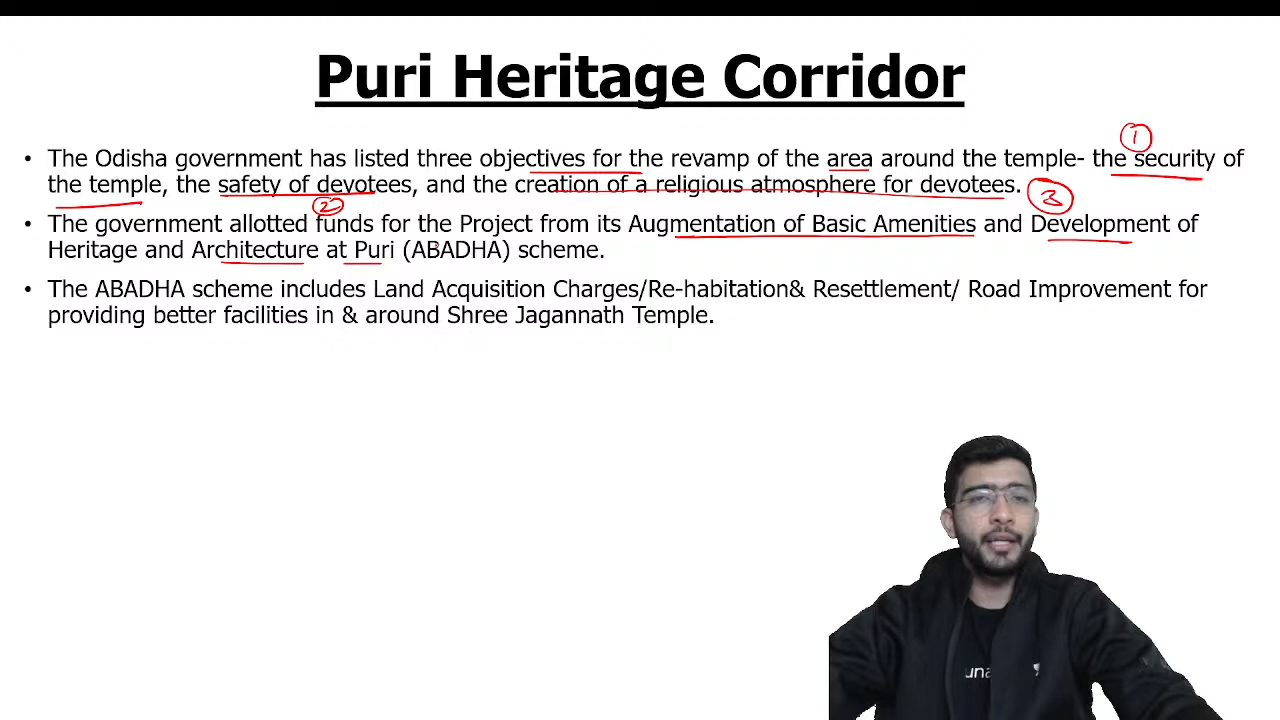 Puri Heritage Corridor
1
• The Odisha government has listed three objectives for the revamp of the area around the temple- the security of
the temple, the safety of devotees, and the creation of a religious atmosphere for devotees.
2
3
• The government allotted funds for the Project from its Augmentation of Basic Amenities and Development of
Heritage and Architecture at Puri (ABADHA) scheme.
• The ABADHA scheme includes Land Acquisition Charges/Re-habitation& Resettlement/ Road Improvement for
providing better facilities in & around Shree Jagannath Temple.
una